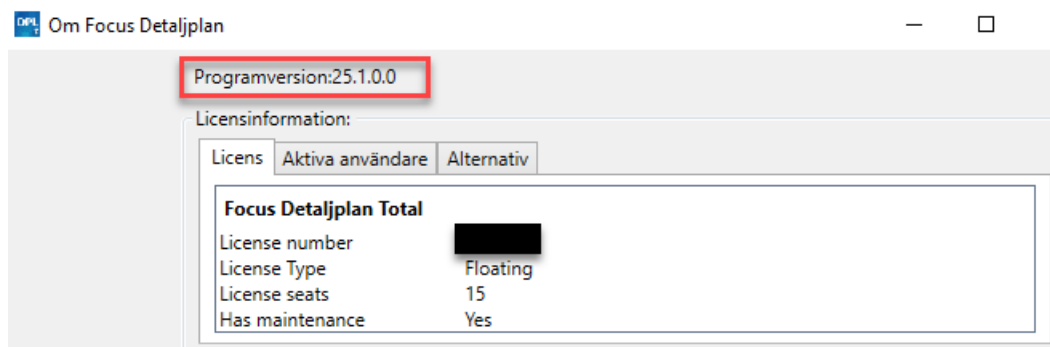 Om Focus Detaljplan
Programversion:25.1.0.0
Licensinformation:
Licens Aktiva användare Alternativ
Focus Detaljplan Total
License number
License Type Floating
License seats 15
Has maintenance Yes